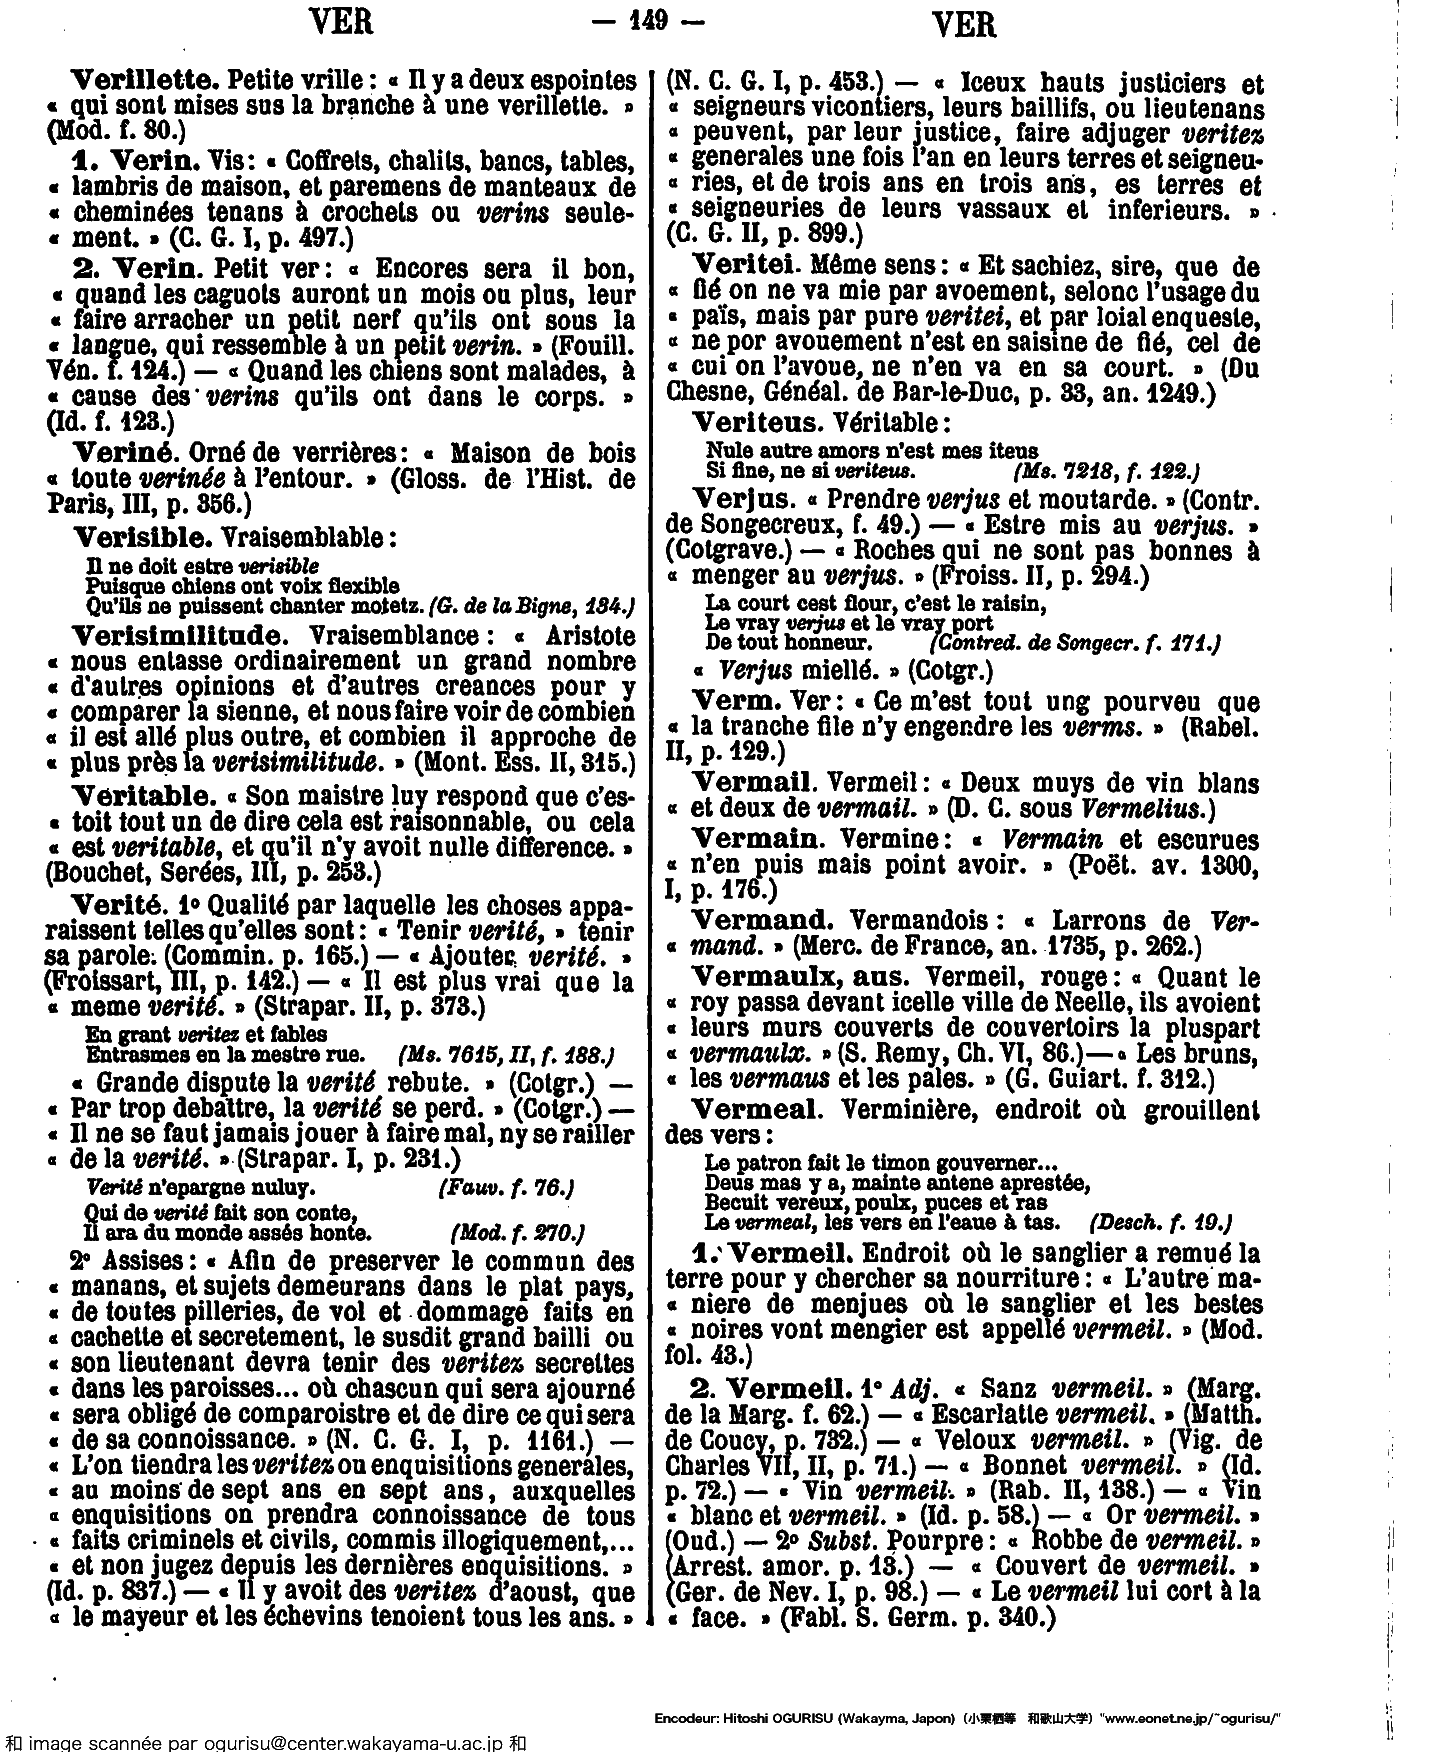 VER — 149 — VER
Verillette. Petite vrille : « Il y a deux espointes
« qui sont mises sus la branche à une verillette. »
(Mod. f. 80.)
1. Verin. Vis : « Coffrets, chalits, bancs, tables,
« lambris de maison, et paremens de manteaux de
« cheminées tenans à crochets ou verins seule-
« ment. » (C. G. I, p. 497.)
2. Verin. Petit ver : « Encores sera il bon,
« quand les caguots auront un mois ou plus, leur
« faire arracher un petit nerf qu'ils ont sous la
« langue, qui ressemble à un petit verin. » (Fouill.
Vén. f. 124.) — « Quand les chiens sont malades, à
« cause des verins qu'ils ont dans le corps. »
(Id. f. 123.)
Veriné. Orné de verrières : « Maison de bois
« toute verinée à l'entour. » (Gloss. de l'Hist. de
Paris, III, p. 356.)
Verisible. Vraisemblable :
Il ne doit estre verisible
Puisque chiens ont voix flexible
Qu'ils ne puissent chanter motetz. (G. de la Bigne, 134.)
Verisimilitude. Vraisemblance : « Aristote
« nous entasse ordinairement un grand nombre
« d'autres opinions et d'autres creances pour y
« comparer la sienne, et nous faire voir de combien
« il est allé plus outre, et combien il approche de
« plus près la verisimilitude. » (Mont. Ess. II, 315.)
Veritable. « Son maistre luy respond que c'es-
« toit tout un de dire cela est raisonnable, ou cela
« est veritable, et qu'il n'y avoit nulle difference. »
(Bouchet, Serées, III, p. 253.)
Verité. 1º Qualité par laquelle les choses appa-
raissent telles qu'elles sont : « Tenir verité, » tenir
sa parole. (Commin. p. 165.) — « Ajouter verité. »
(Froissart, III, p. 142.) — « Il est plus vrai que la
« meme verité. » (Strapar. II, p. 373.)
En grant veritez et fables
Entrasmes en la mestre rue. (Ms. 7615, II, f. 188.)
« Grande dispute la verité rebute. » (Cotgr.) —
« Par trop debattre, la verité se perd. » (Cotgr.) —
« Il ne se faut jamais jouer à faire mal, ny se railler
« de la verité. » (Strapar. I, p. 231.)
Verité n'epargne nuluy. (Fauv. f. 76.)
Qui de verité fait son conte,
Il ara du monde assés honte. (Mod. f. 270.)
2º Assises : « Afin de preserver le commun des
« manans, et sujets demeurans dans le plat pays,
« de toutes pilleries, de vol et dommage faits en
« cachette et secretement, le susdit grand bailli ou
« son lieutenant devra tenir des veritez secrettes
« dans les paroisses... où chascun qui sera ajourné
« sera obligé de comparoistre et de dire ce qui sera
« de sa connoissance. » (N. C. G. I, p. 1161.) —
« L'on tiendra les veritez ou enquisitions generales,
« au moins de sept ans en sept ans, auxquelles
« enquisitions on prendra connoissance de tous
« faits criminels et civils, commis illogiquement,...
« et non jugez depuis les dernières enquisitions. »
(Id. p. 837.) — « Il y avoit des veritez d'aoust, que
« le mayeur et les échevins tenoient tous les ans. »
(N. C. G. I, p. 453.) — « Iceux hauts justiciers et
« seigneurs vicontiers, leurs baillifs, ou lieutenans
« peuvent, par leur justice, faire adjuger veritez
« generales une fois l'an en leurs terres et seigneu-
« ries, et de trois ans en trois ans, es terres et
« seigneuries de leurs vassaux et inferieurs. »
(C. G. II, p. 899.)
Veritei. Même sens : « Et sachiez, sire, que de
« fié on ne va mie par avoement, selonc l'usage du
« païs, mais par pure veritei, et par loial enqueste,
« ne por avouement n'est en saisine de fié, cel de
« cui on l'avoue, ne n'en va en sa court. » (Du
Chesne, Généal. de Bar-le-Duc, p. 33, an. 1249.)
Veriteus. Véritable :
Nule autre amors n'est mes iteus
Si fine, ne si veriteus. (Ms. 7218, f. 122.)
Verjus. « Prendre verjus et moutarde. » (Contr.
de Songecreux, f. 49.) — « Estre mis au verjus. »
(Cotgrave.) — « Roches qui ne sont pas bonnes à
« menger au verjus. » (Froiss. II, p. 294.)
La court cest flour, c'est le raisin,
Le vray verjus et le vray port
De tout honneur. (Contred. de Songecr. f. 171.)
« Verjus miellé. » (Cotgr.)
Verm. Ver : « Ce m'est tout ung pourveu que
« la tranche file n'y engendre les verms. » (Rabel.
II, p. 129.)
Vermail. Vermeil : « Deux muys de vin blans
« et deux de vermail. » (D. C. sous Vermelius.)
Vermain. Vermine : « Vermain et escurues
« n'en puis mais point avoir. » (Poët. av. 1300,
I, p. 176.)
Vermand. Vermandois : « Larrons de Ver-
« mand. » (Merc. de France, an. 1735, p. 262.)
Vermaulx, aus. Vermeil, rouge : « Quant le
« roy passa devant icelle ville de Neelle, ils avoient
« leurs murs couverts de couvertoirs la pluspart
« vermaulx. » (S. Remy, Ch. VI, 86.) — « Les bruns,
« les vermaus et les pales. » (G. Guiart. f. 312.)
Vermeal. Verminière, endroit où grouillent
des vers :
Le patron fait le timon gouverner...
Deus mas y a, mainte antene aprestée,
Becuit vereux, poulx, puces et ras
Le vermeal, les vers en l'eaue à tas. (Desch. f. 19.)
1. Vermeil. Endroit où le sanglier a remué la
terre pour y chercher sa nourriture : « L'autre ma-
« niere de menjues où le sanglier et les bestes
« noires vont mengier est appellé vermeil. » (Mod.
fol. 43.)
2. Vermeil. 1º Adj. « Sanz vermeil. » (Marg.
de la Marg. f. 62.) — « Escarlatte vermeil. » (Matth.
de Coucy, p. 732.) — « Veloux vermeil. » (Vig. de
Charles VII, II, p. 71.) — « Bonnet vermeil. » (Id.
p. 72.) — « Vin vermeil. » (Rab. II, 138.) — « Vin
« blanc et vermeil. » (Id. p. 58.) — « Or vermeil. »
(Oud.) — 2º Subst. Pourpre : « Robbe de vermeil. »
(Arrest. amor. p. 13.) — « Couvert de vermeil. »
(Ger. de Nev. I, p. 98.) — « Le vermeil lui cort à la
« face. » (Fabl. S. Germ. p. 340.)
Encodeur: Hitoshi OGURISU (Wakayma, Japon) (小栗栖等 和歌山大学) "www.eonet.ne.jp/~ogurisu/"
和 image scannée par ogurisu@center.wakayama-u.ac.jp 和